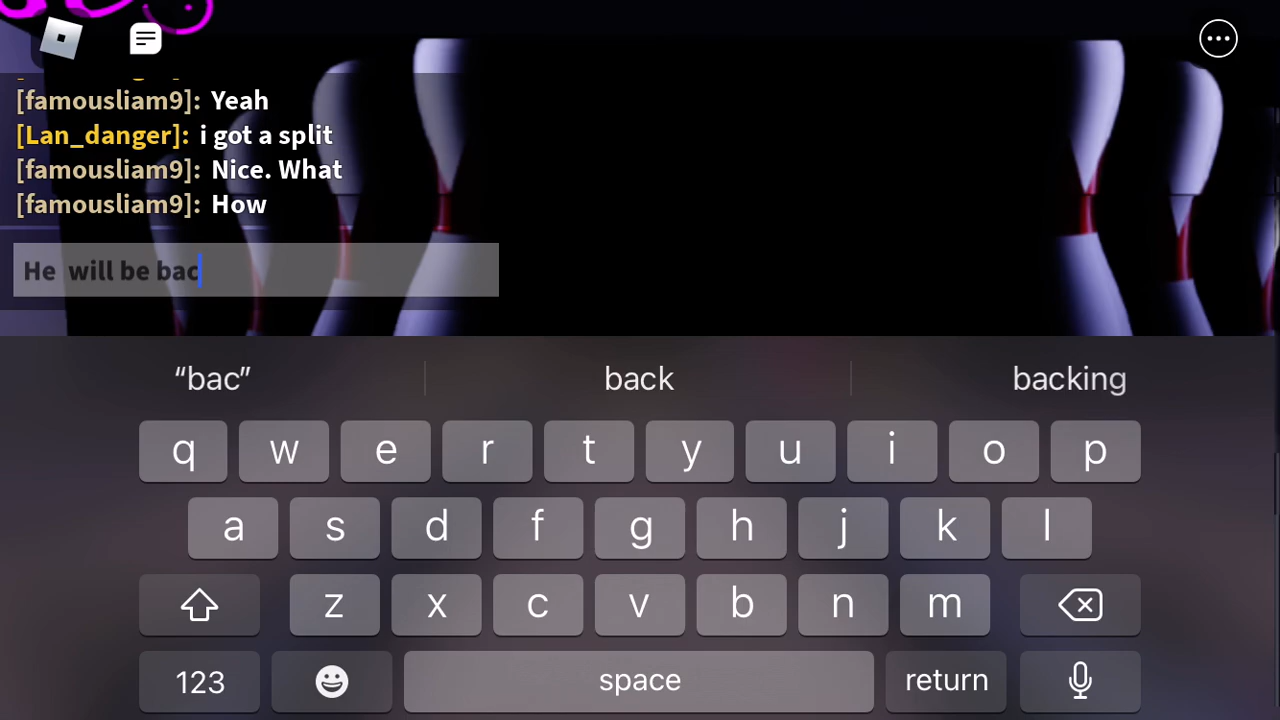 [famousliam9]: Yeah
[Lan_danger]: i got a split
[famousliam9]: Nice. What
[famousliam9]: How
He  will be bac
“bac” back backing
q w e r t y u i o p
a s d f g h j k l
z x c v b n m
123 space return